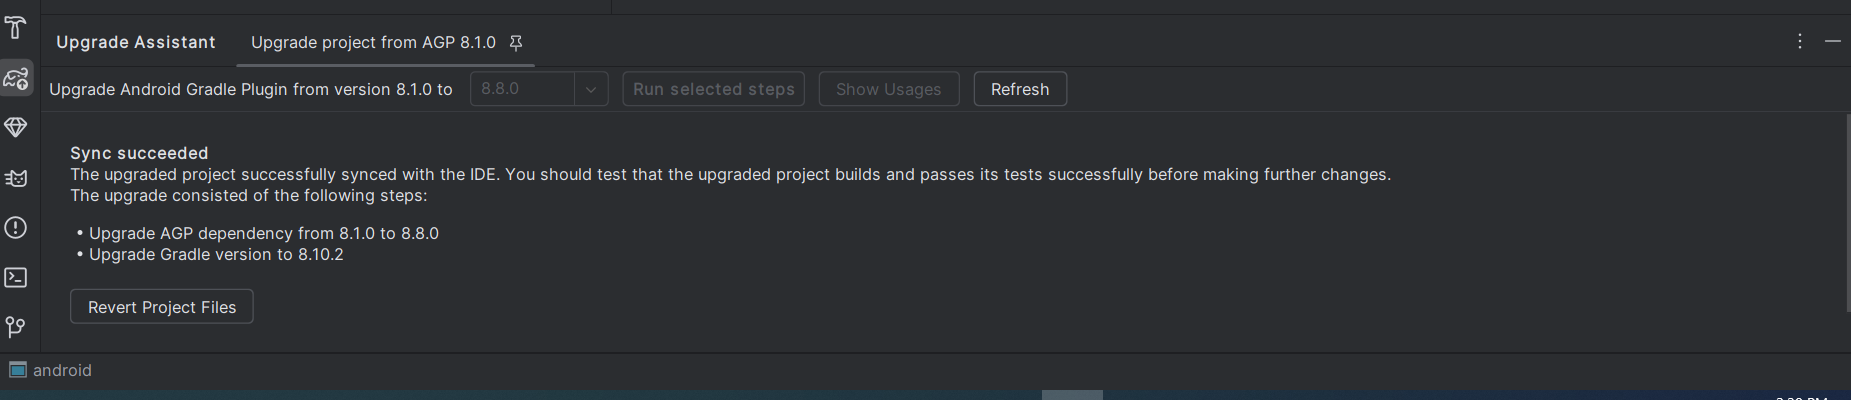 Upgrade Assistant Upgrade project from AGP 8.1.0
Upgrade Android Gradle Plugin from version 8.1.0 to 8.8.0 Run selected steps Show Usages Refresh
Sync succeeded
The upgraded project successfully synced with the IDE. You should test that the upgraded project builds and passes its tests successfully before making further changes.
The upgrade consisted of the following steps:
• Upgrade AGP dependency from 8.1.0 to 8.8.0
• Upgrade Gradle version to 8.10.2
Revert Project Files
android